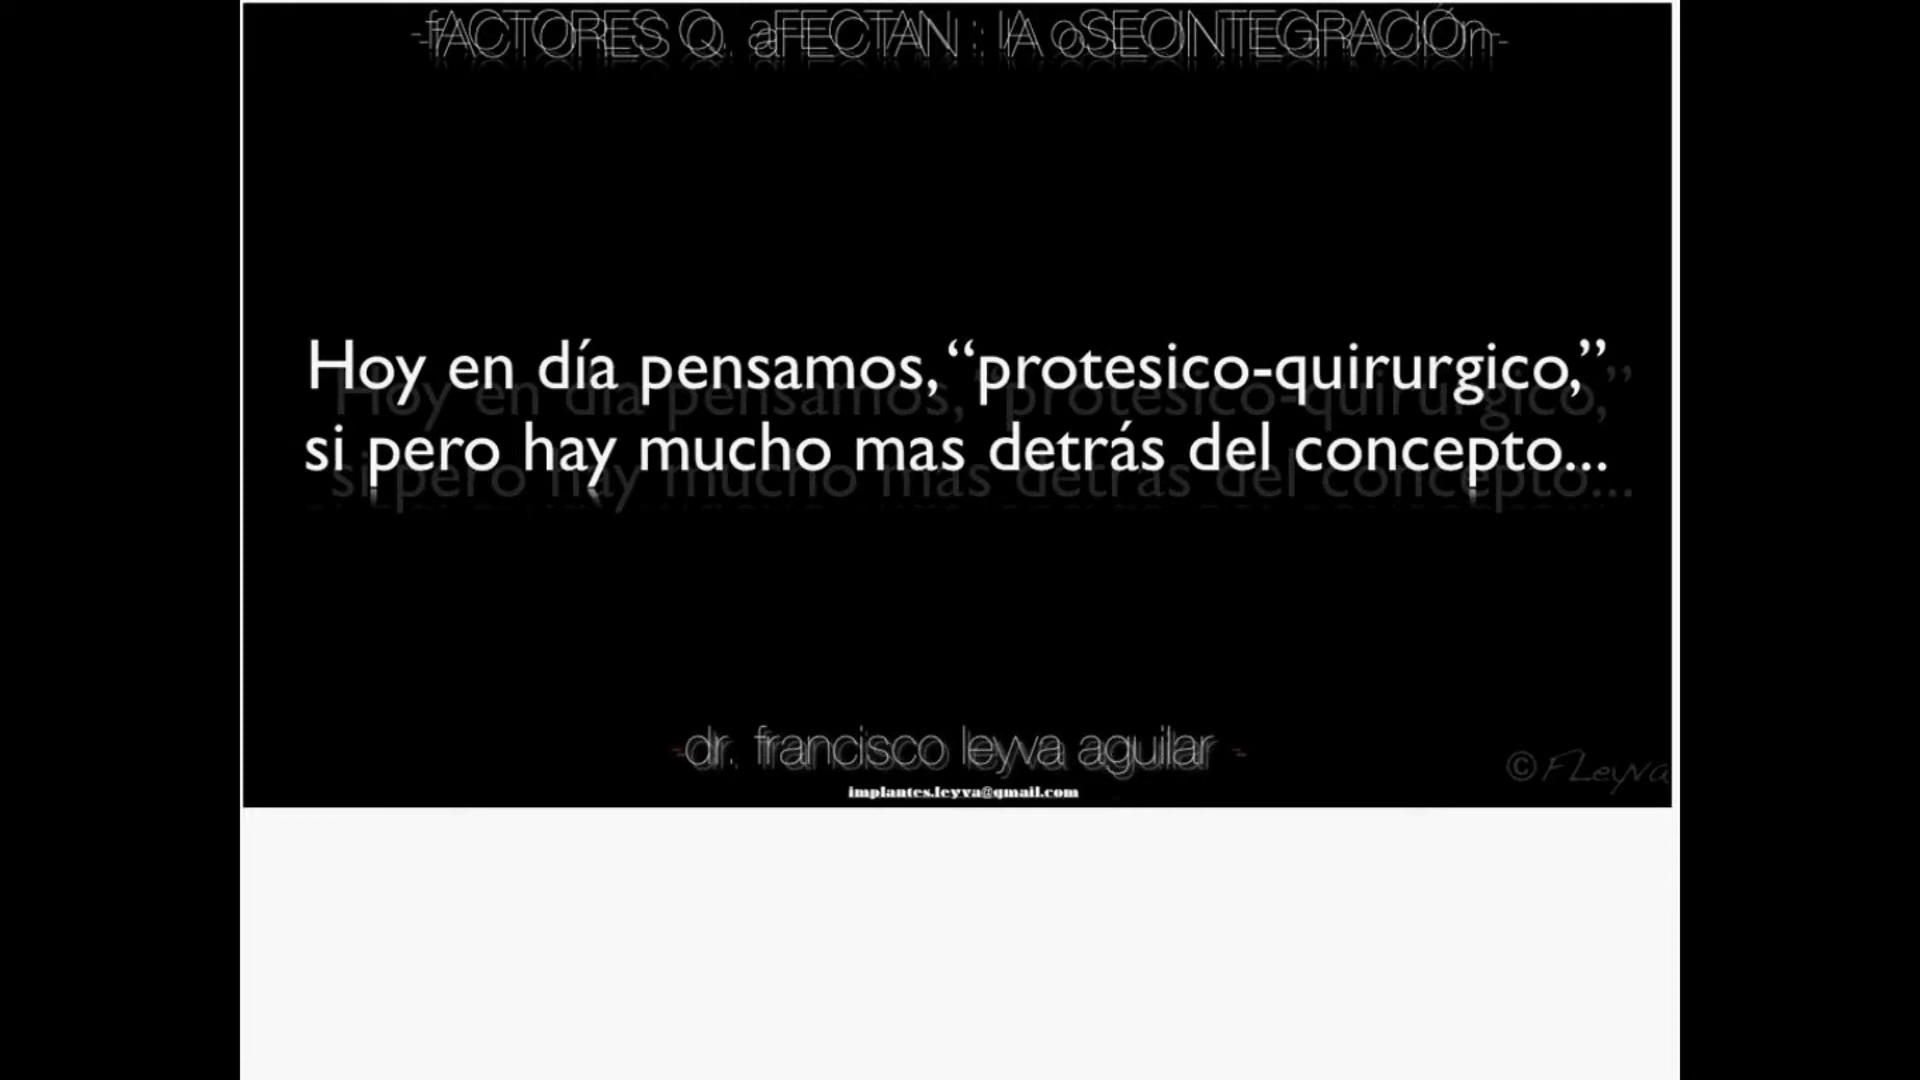 -fACTORES Q. aFECTAN : lA oSEOINTEGRACIÓn-
Hoy en día pensamos, “protesico-quirurgico,”
si pero hay mucho mas detrás del concepto...
-dr. francisco leyva aguilar -
implantes.leyva@gmail.com
©FLeyva